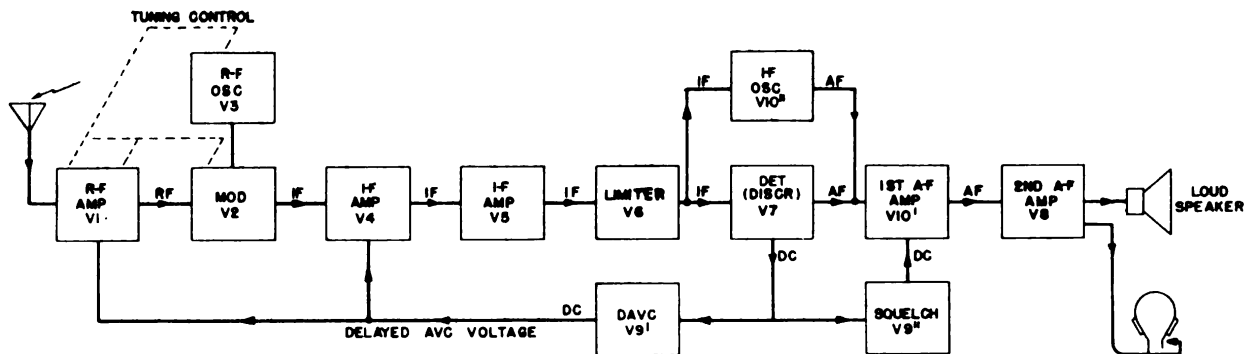 TUNING CONTROL
R-F
OSC
V3
IF
I-F
OSC
V10"
AF
R-F
AMP
V1
RF
MOD
V2
IF
I-F
AMP
V4
IF
I-F
AMP
V5
IF
LIMITER
V6
IF
DET
(DISCR)
V7
AF
1ST A-F
AMP
V10'
AF
2ND A-F
AMP
V8
LOUD
SPEAKER
DC
DC
DELAYED AVC VOLTAGE
DC
DAVC
V9'
SQUELCH
V9"